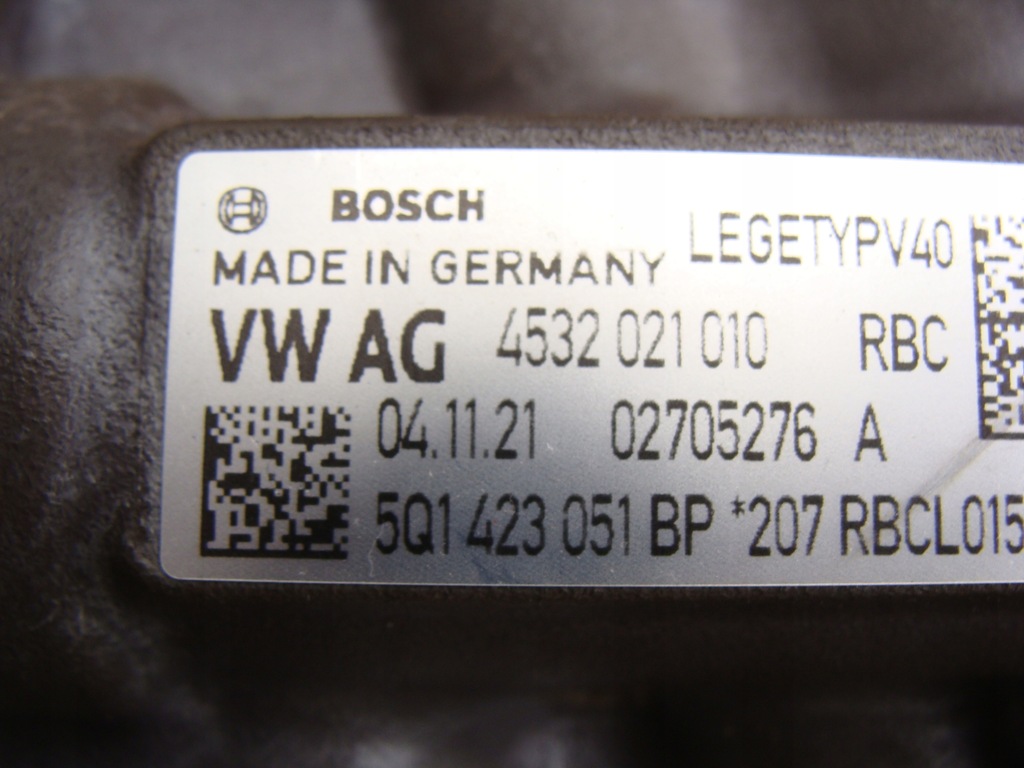 BOSCH
LEGETYPV40
MADE IN GERMANY
VW AG 4532 021 010 RBC
04.11.21 02705276 A
5Q1 423 051 BP *207 RBCL015